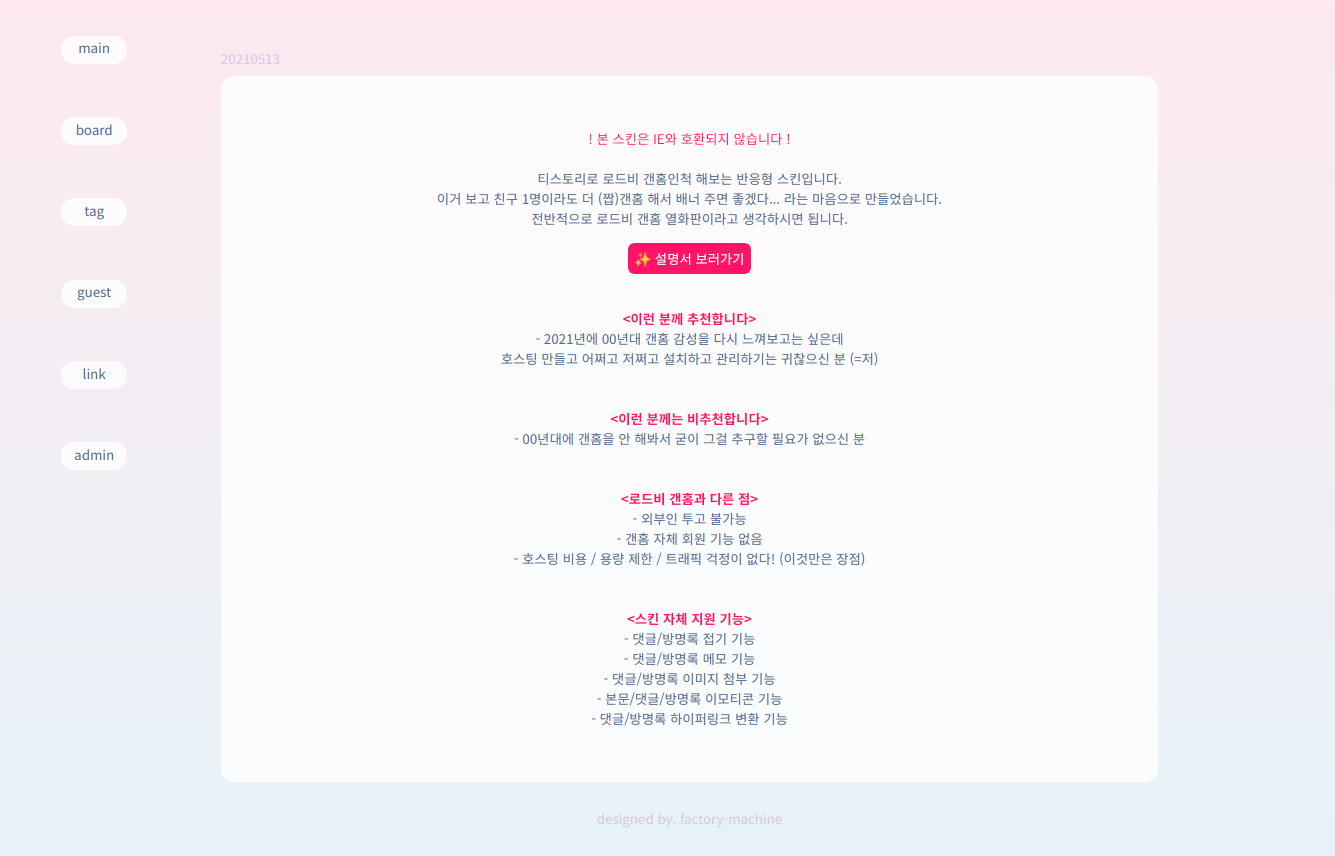 main
board
tag
guest
link
admin
20210513
! 본 스킨은 IE와 호환되지 않습니다 !
티스토리로 로드비 갠홈인척 해보는 반응형 스킨입니다.
이거 보고 친구 1명이라도 더 (짭)갠홈 해서 배너 주면 좋겠다... 라는 마음으로 만들었습니다.
전반적으로 로드비 갠홈 열화판이라고 생각하시면 됩니다.
✨ 설명서 보러가기
<이런 분께 추천합니다>
- 2021년에 00년대 갠홈 감성을 다시 느껴보고는 싶은데
호스팅 만들고 어쩌고 저쩌고 설치하고 관리하기는 귀찮으신 분 (=저)
<이런 분께는 비추천합니다>
- 00년대에 갠홈을 안 해봐서 굳이 그걸 추구할 필요가 없으신 분
<로드비 갠홈과 다른 점>
- 외부인 투고 불가능
- 갠홈 자체 회원 기능 없음
- 호스팅 비용 / 용량 제한 / 트래픽 걱정이 없다! (이것만은 장점)
<스킨 자체 지원 기능>
- 댓글/방명록 접기 기능
- 댓글/방명록 메모 기능
- 댓글/방명록 이미지 첨부 기능
- 본문/댓글/방명록 이모티콘 기능
- 댓글/방명록 하이퍼링크 변환 기능
designed by. factory-machine